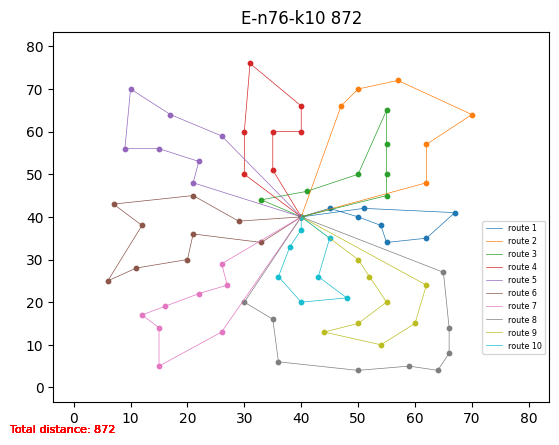 E-n76-k10 872
80
70
60
50
40
30
20
10
0
0 10 20 30 40 50 60 70 80
route 1
route 2
route 3
route 4
route 5
route 6
route 7
route 8
route 9
route 10
Total distance: 872